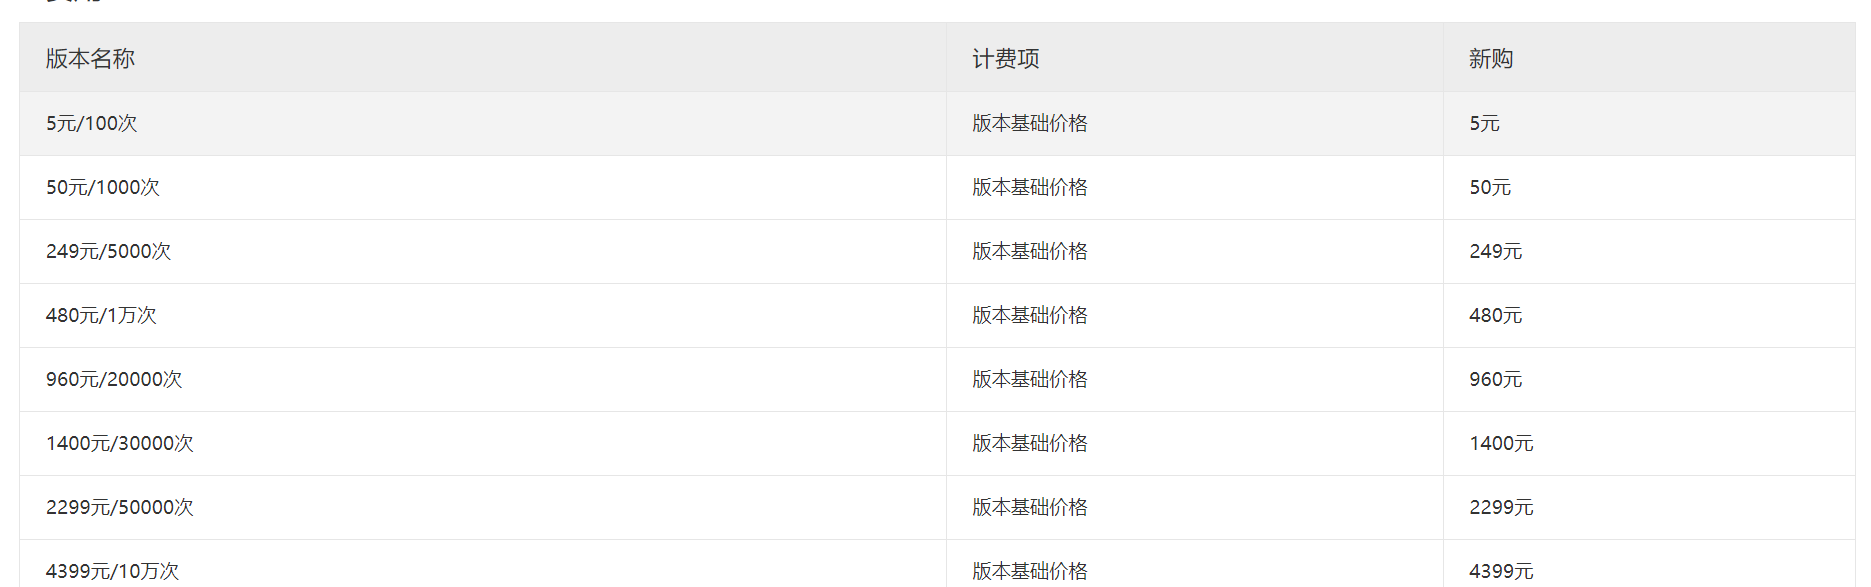 版本名称 计费项 新购
5元/100次 版本基础价格 5元
50元/1000次 版本基础价格 50元
249元/5000次 版本基础价格 249元
480元/1万次 版本基础价格 480元
960元/20000次 版本基础价格 960元
1400元/30000次 版本基础价格 1400元
2299元/50000次 版本基础价格 2299元
4399元/10万次 版本基础价格 4399元